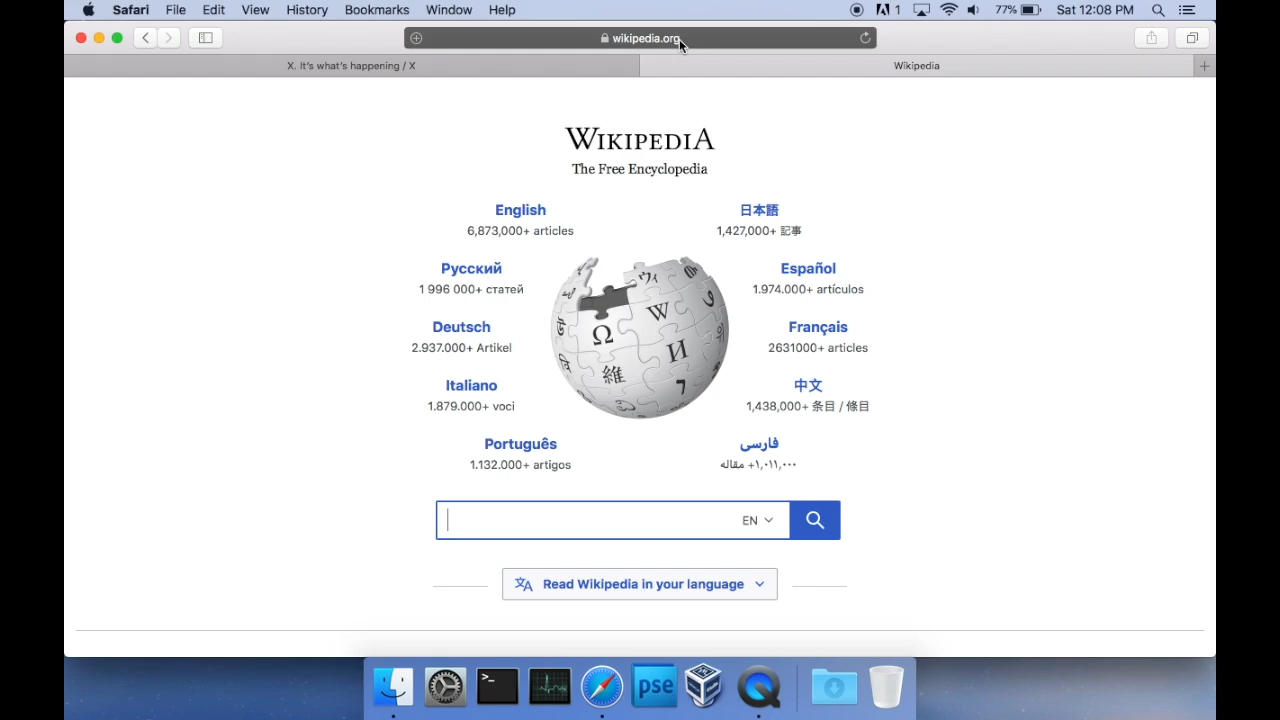 Safari File Edit View History Bookmarks Window Help 1 77% Sat 12:08 PM
wikipedia.org
X. It's what's happening / X
Wikipedia
WIKIPEDIA
The Free Encyclopedia
English
6,873,000+ articles
日本語
1,427,000+ 記事
Русский
1 996 000+ статей
Español
1.974.000+ artículos
Deutsch
2.937.000+ Artikel
Français
2631000+ articles
Italiano
1.879.000+ voci
中文
1,438,000+ 条目 / 條目
Português
1.132.000+ artigos
فارسی
۱٬۰۱۱٬۰۰۰+ مقاله
Ω
W
И
維
EN
Read Wikipedia in your language
>_
pse